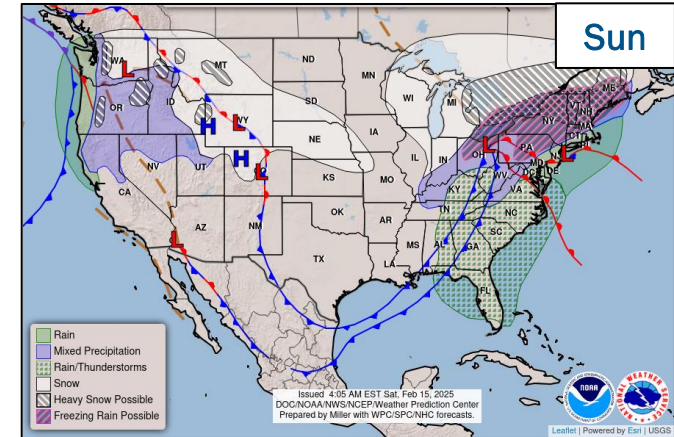 Sun
WA
MT
ND
MN
OR
ID
SD
WI
MI
ME
VT
NH
NY
MA
CT
RI
WY
NE
IA
IL
IN
OH
PA
NJ
MD
DE
DC
WV
VA
NV
UT
CO
KS
MO
KY
CA
AZ
NM
OK
AR
TN
NC
SC
TX
LA
MS
AL
GA
FL
L
H
L
H
L
L
L
L
Rain
Mixed Precipitation
Rain/Thunderstorms
Snow
Heavy Snow Possible
Freezing Rain Possible
Issued 4:05 AM EST Sat, Feb 15, 2025
DOC/NOAA/NWS/NCEP/Weather Prediction Center
Prepared by Miller with WPC/SPC/NHC forecasts.
NOAA
NATIONAL WEATHER SERVICE
Leaflet | Powered by Esri | USGS